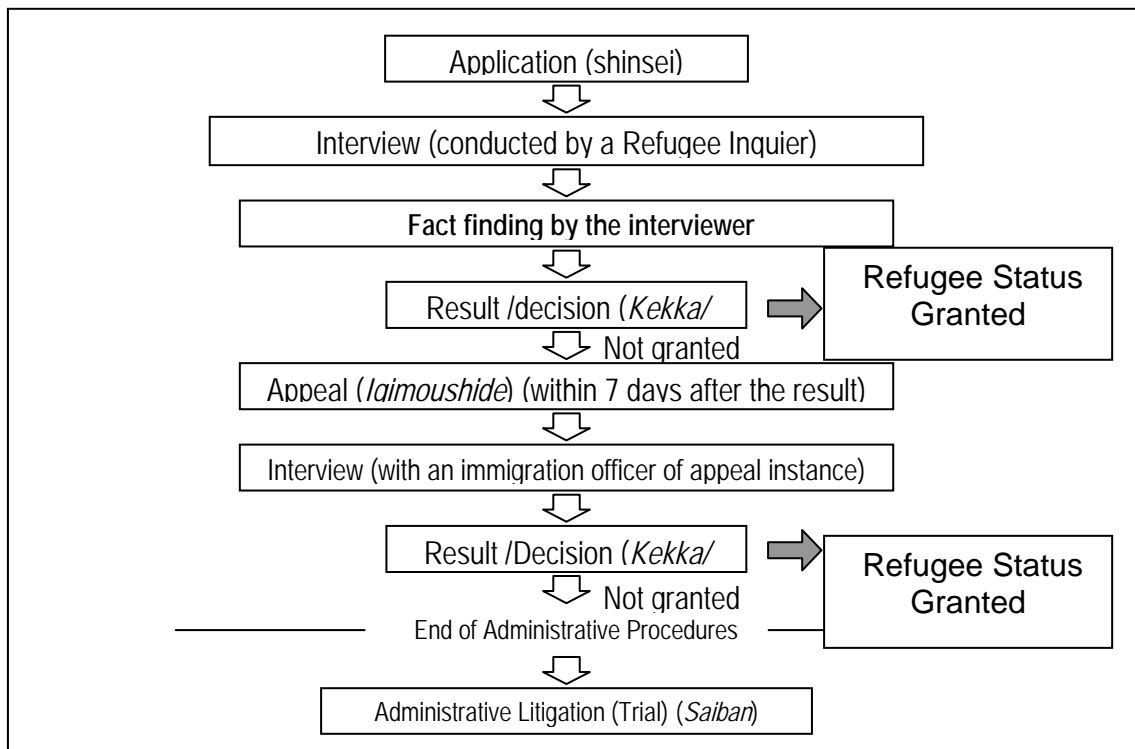 Application (shinsei)
Interview (conducted by a Refugee Inquier)
Fact finding by the interviewer
Result /decision (Kekka/
Refugee Status
Granted
Not granted
Appeal (Igimoushide) (within 7 days after the result)
Interview (with an immigration officer of appeal instance)
Result /Decision (Kekka/
Refugee Status
Granted
Not granted
End of Administrative Procedures
Administrative Litigation (Trial) (Saiban)